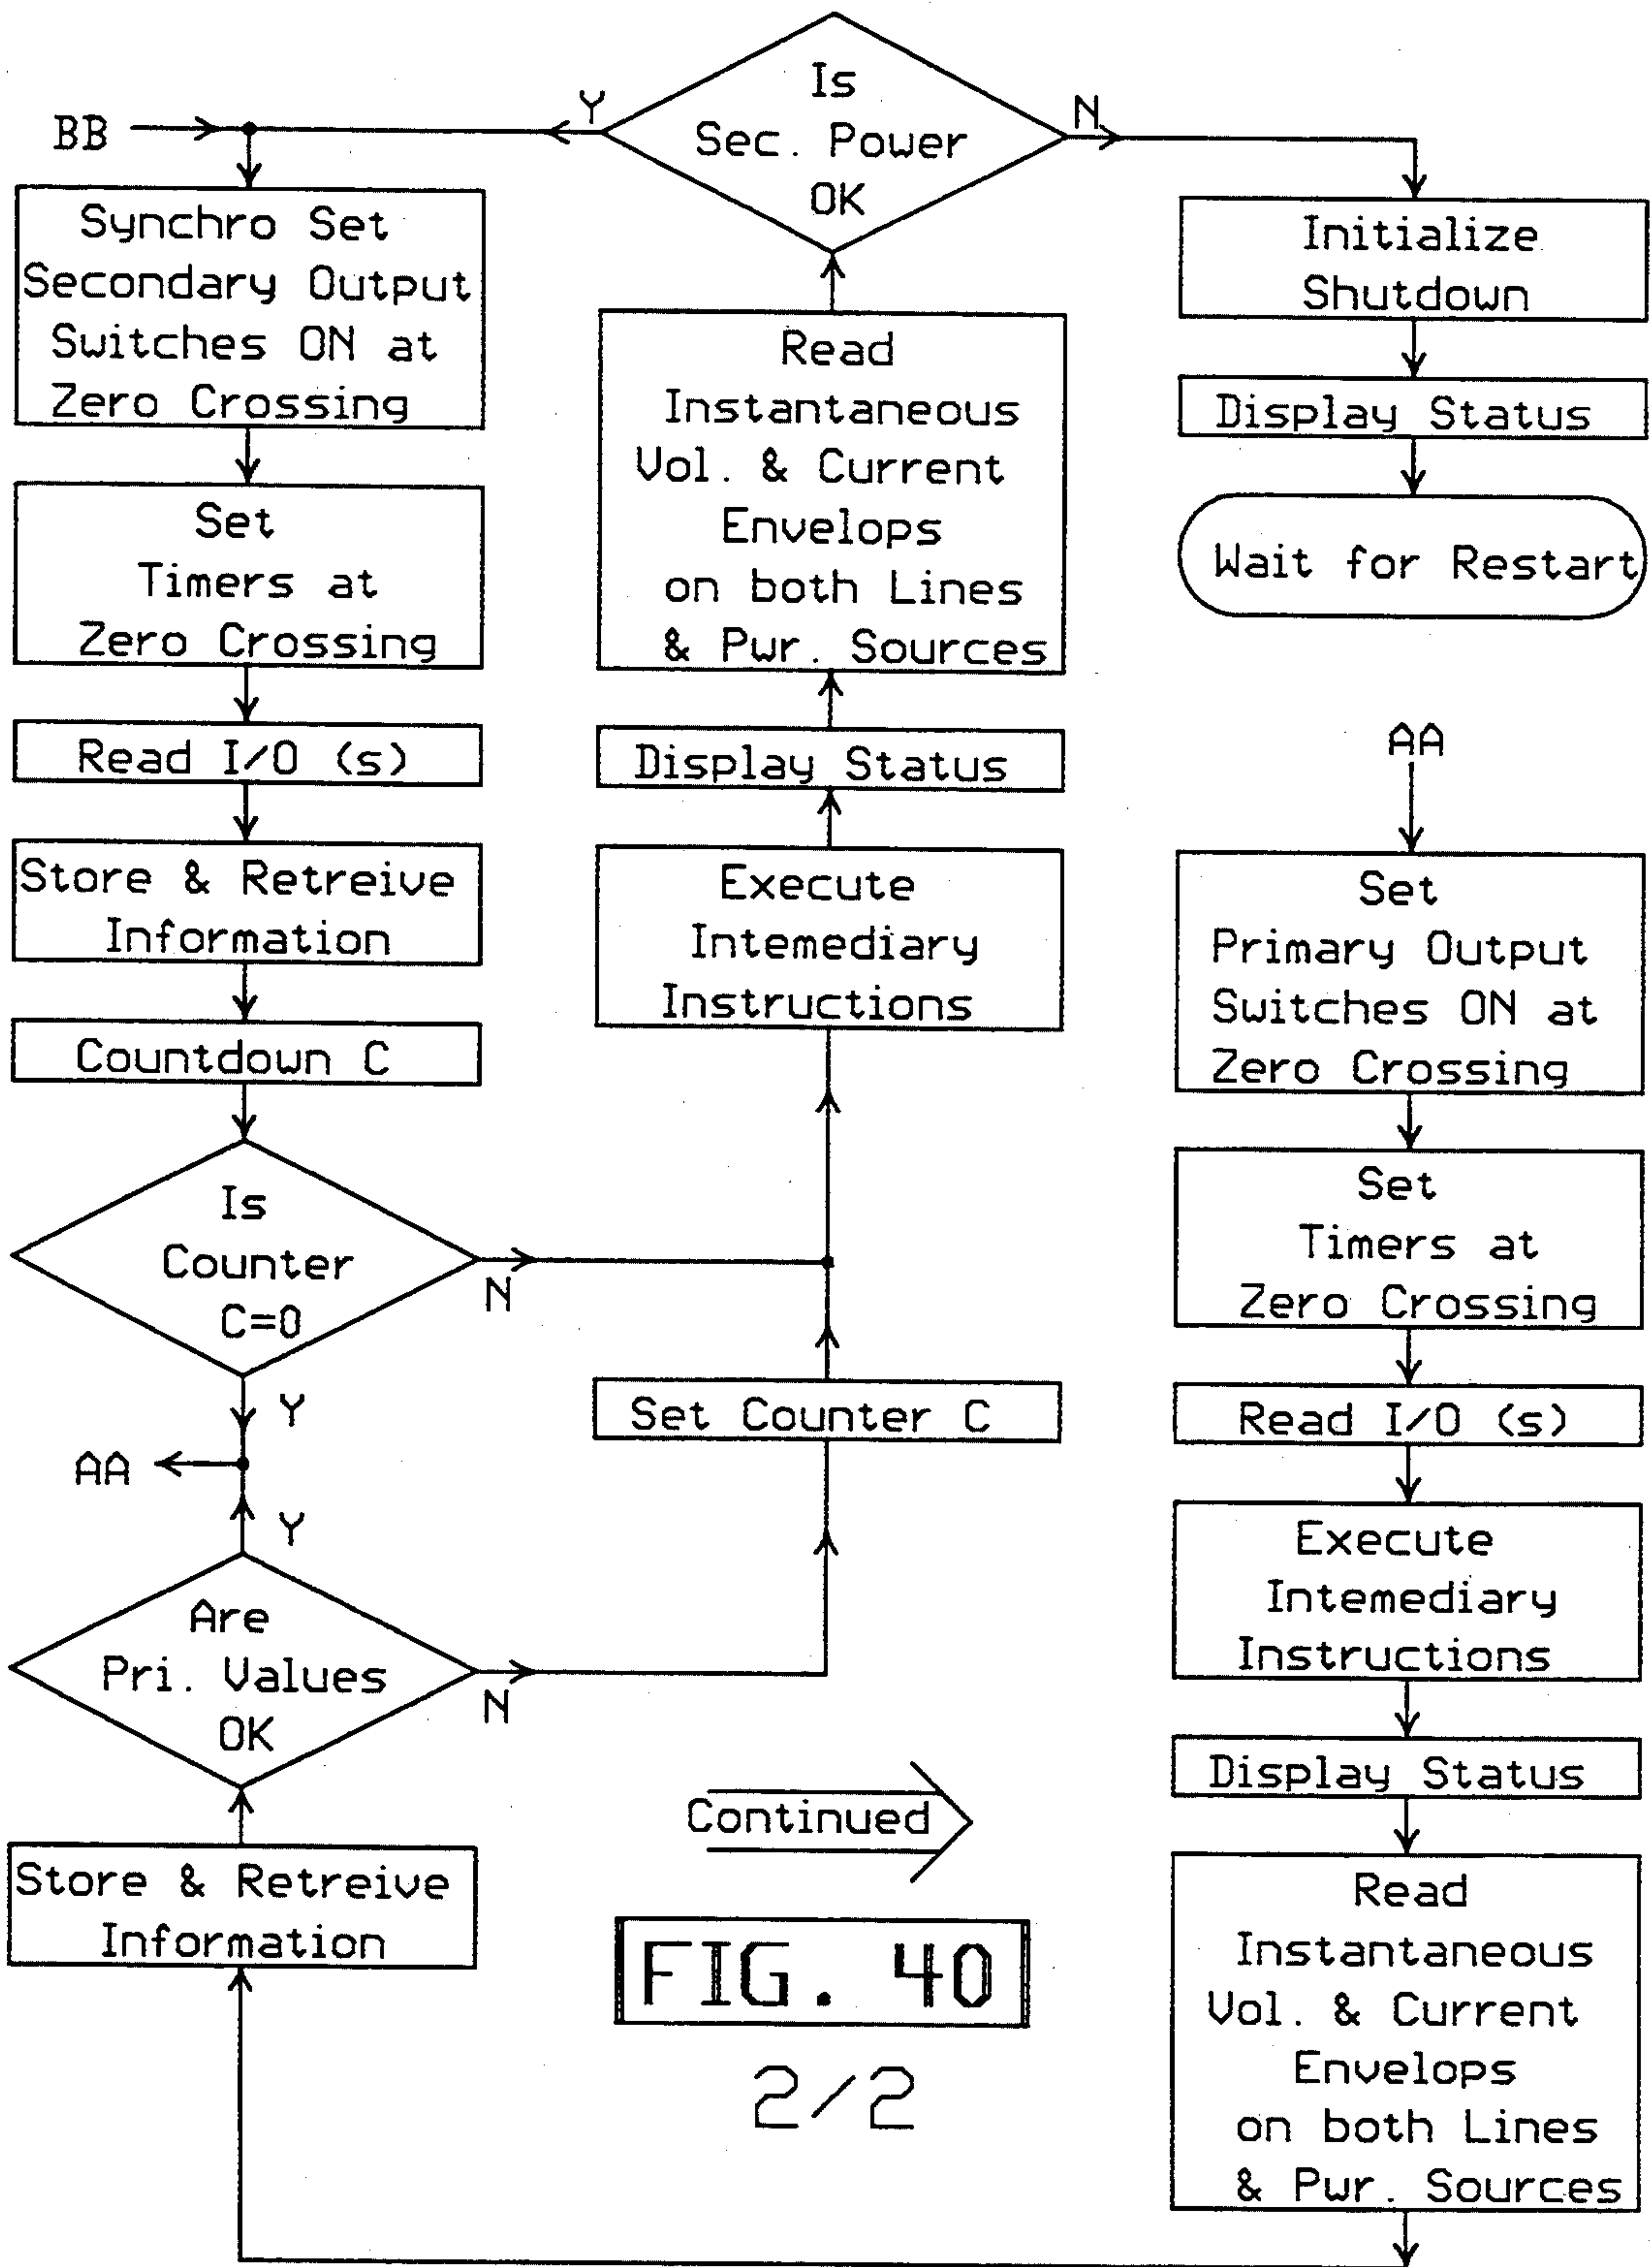 Is
Sec. Power
OK
Y
N
BB
Synchro Set
Secondary Output
Switches ON at
Zero Crossing
Set
Timers at
Zero Crossing
Read I/O (s)
Store & Retreive
Information
Countdown C
Is
Counter
C=0
N
Y
AA
Y
Are
Pri. Values
OK
N
Store & Retreive
Information
Read
Instantaneous
Vol. & Current
Envelops
on both Lines
& Pwr. Sources
Display Status
Execute
Intemediary
Instructions
Set Counter C
Continued
FIG. 40
2/2
Initialize
Shutdown
Display Status
Wait for Restart
AA
Set
Primary Output
Switches ON at
Zero Crossing
Set
Timers at
Zero Crossing
Read I/O (s)
Execute
Intemediary
Instructions
Display Status
Read
Instantaneous
Vol. & Current
Envelops
on both Lines
& Pwr. Sources